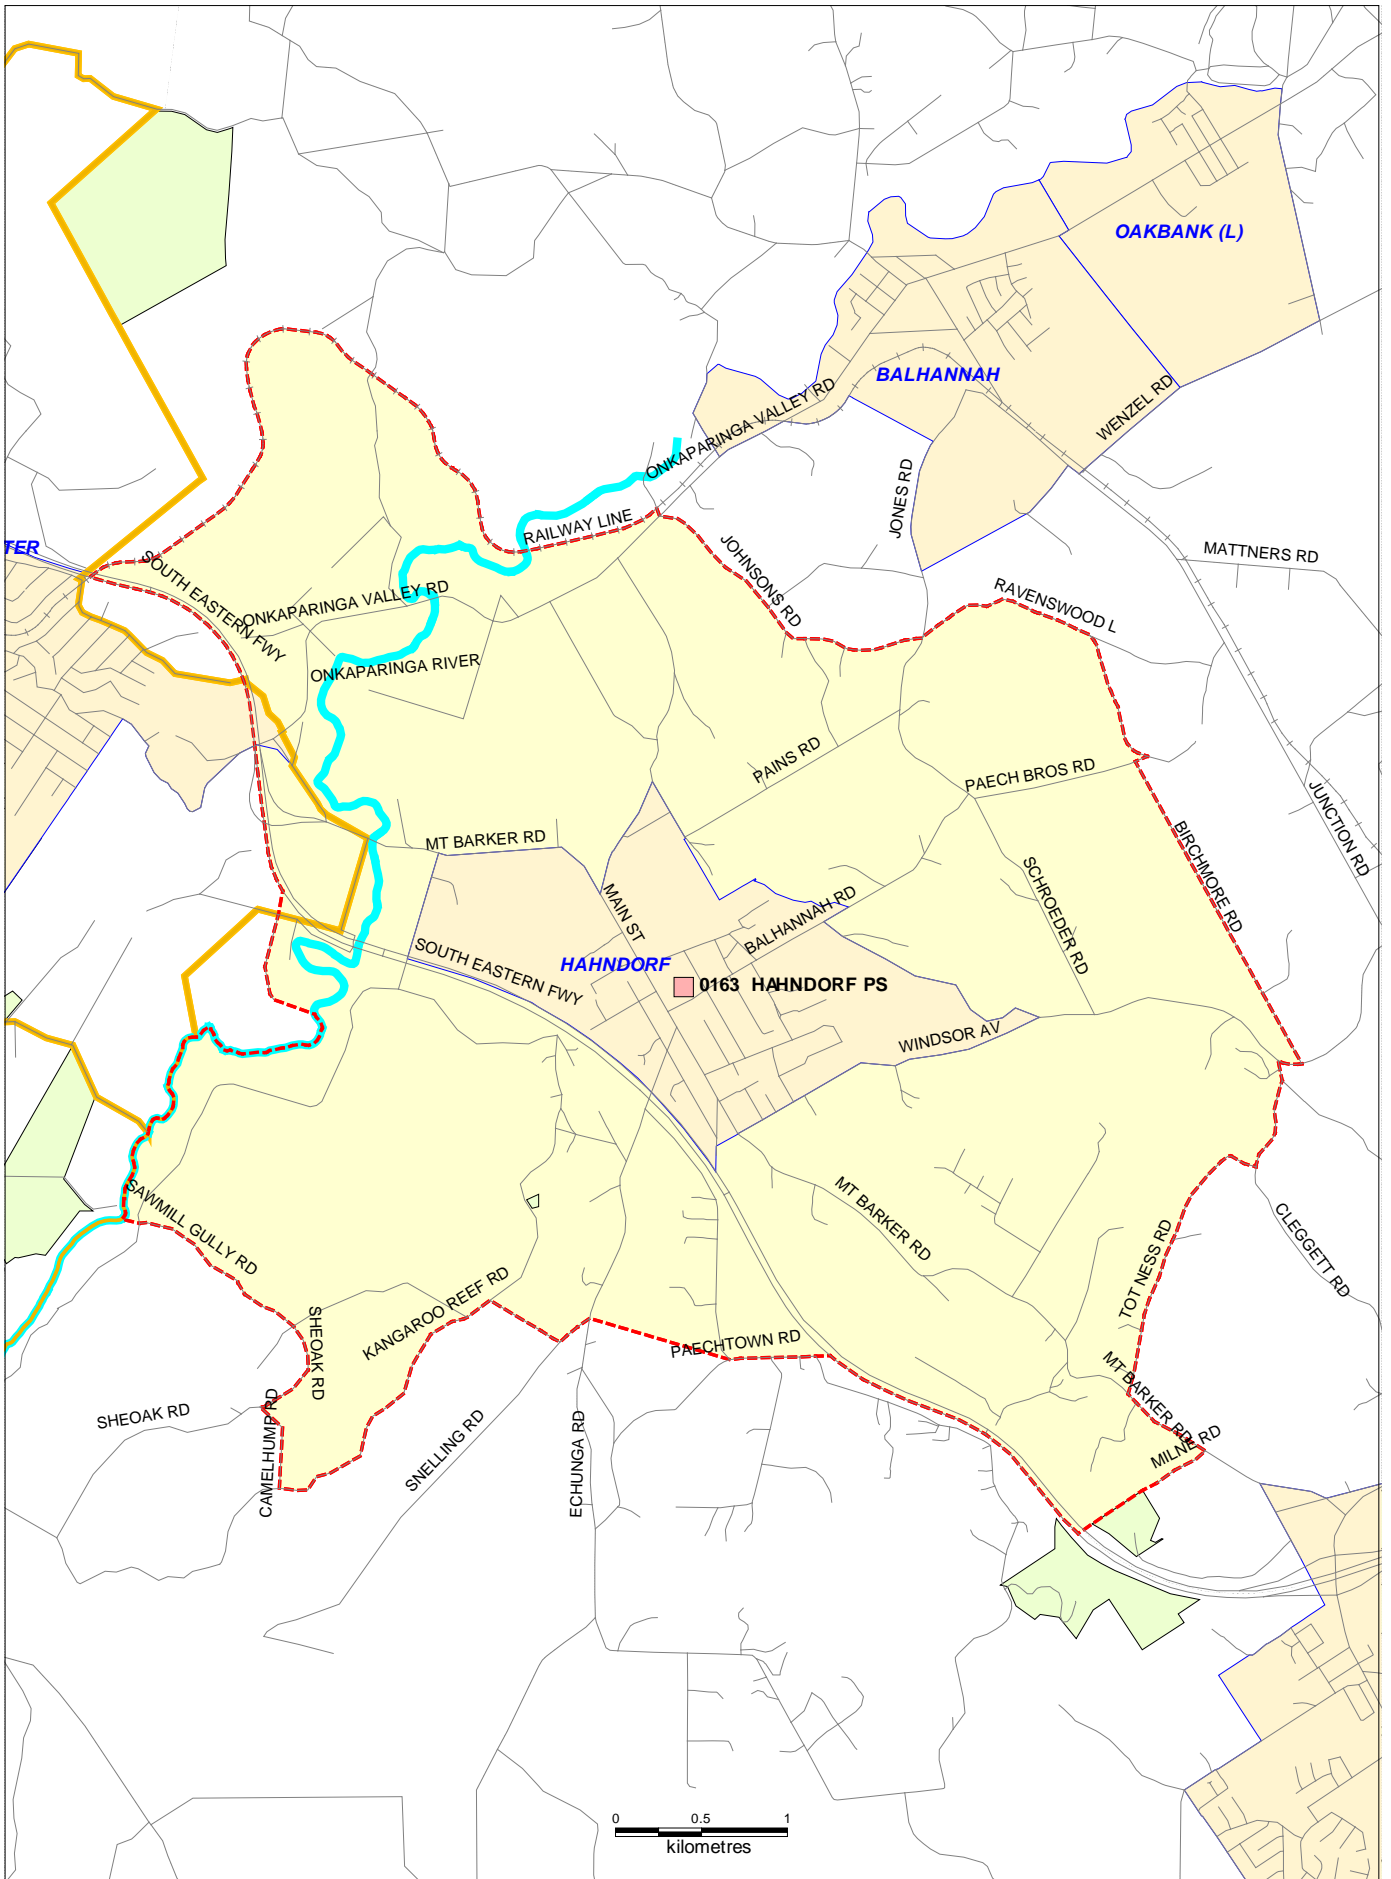 OAKBANK (L)
BALHANNAH
ONKAPARINGA VALLEY RD
WENZEL RD
JONES RD
RAILWAY LINE
TER
MATTNERS RD
SOUTH EASTERN FWY
JOHNSONS RD
RAVENSWOOD L
ONKAPARINGA VALLEY RD
ONKAPARINGA RIVER
PAINS RD
PAECH BROS RD
JUNCTION RD
MT BARKER RD
BIRCHMORE RD
SCHROEDER RD
MAIN ST
BALHANNAH RD
SOUTH EASTERN FWY
HAHNDORF
0163 HAHNDORF PS
WINDSOR AV
SAWMILL GULLY RD
MT BARKER RD
TOT NESS RD
CLEGGETT RD
KANGAROO REEF RD
SHEOAK RD
PAECHTOWN RD
MT BARKER RD
SHEOAK RD
CAMELHUMP RD
SNELLING RD
ECHUNGA RD
MILNE RD
0 0.5 1
kilometres